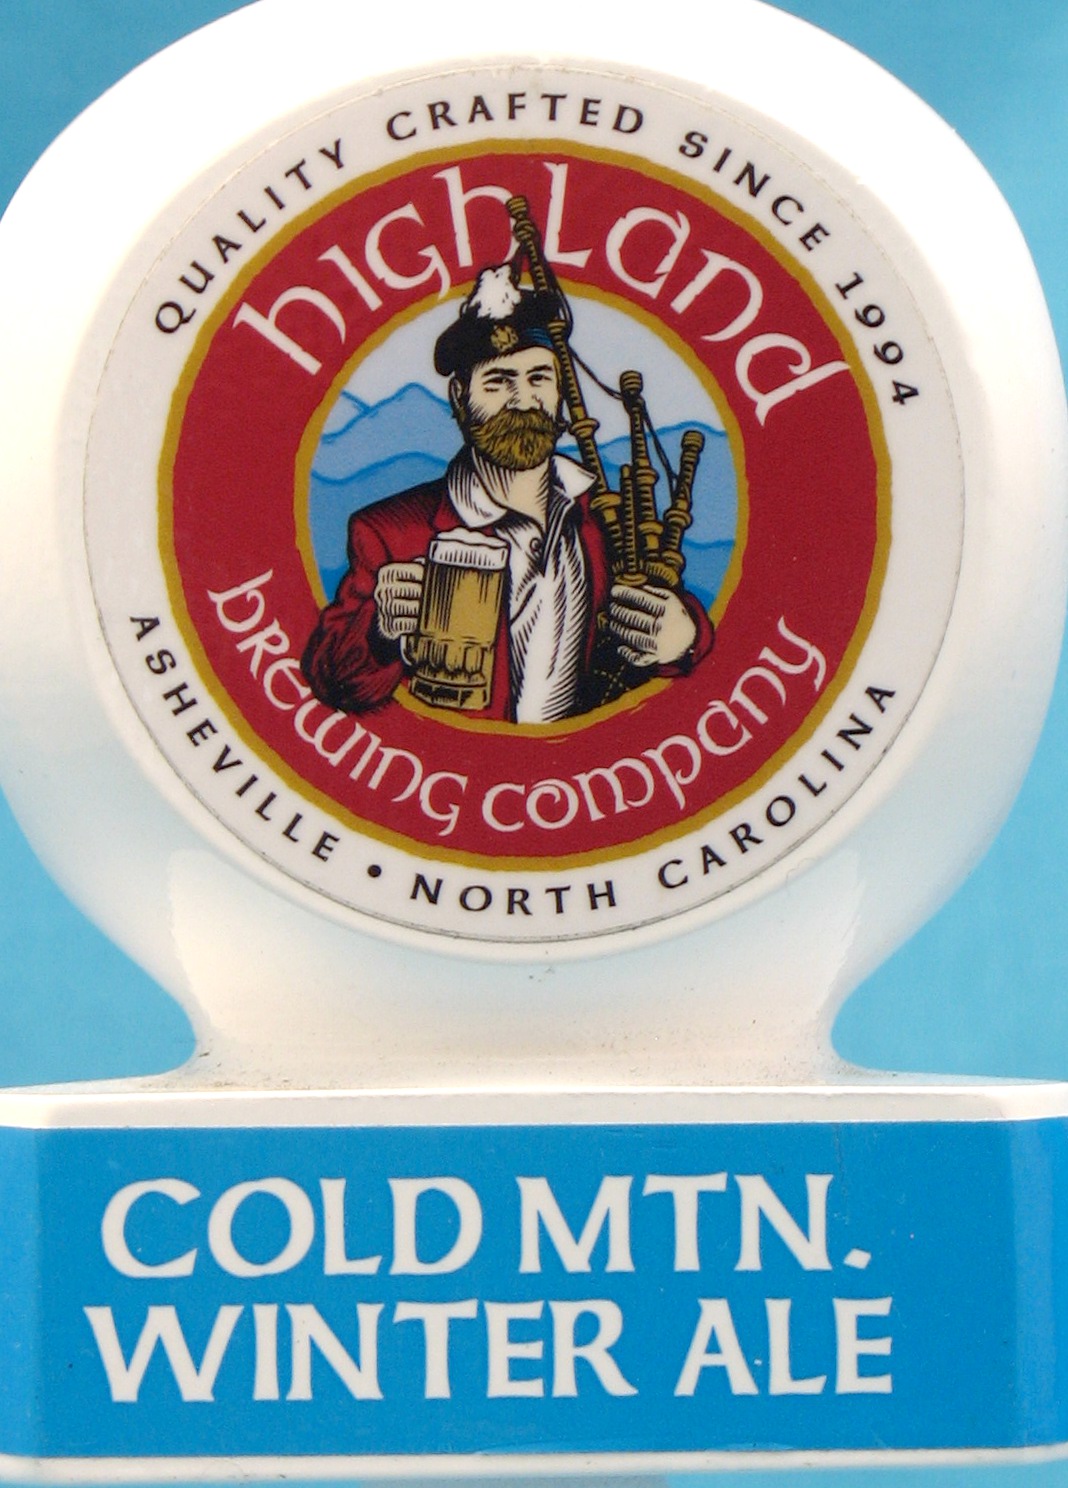 QUALITY CRAFTED SINCE 1994
highland
brewing company
ASHEVILLE • NORTH CAROLINA
COLD MTN.
WINTER ALE